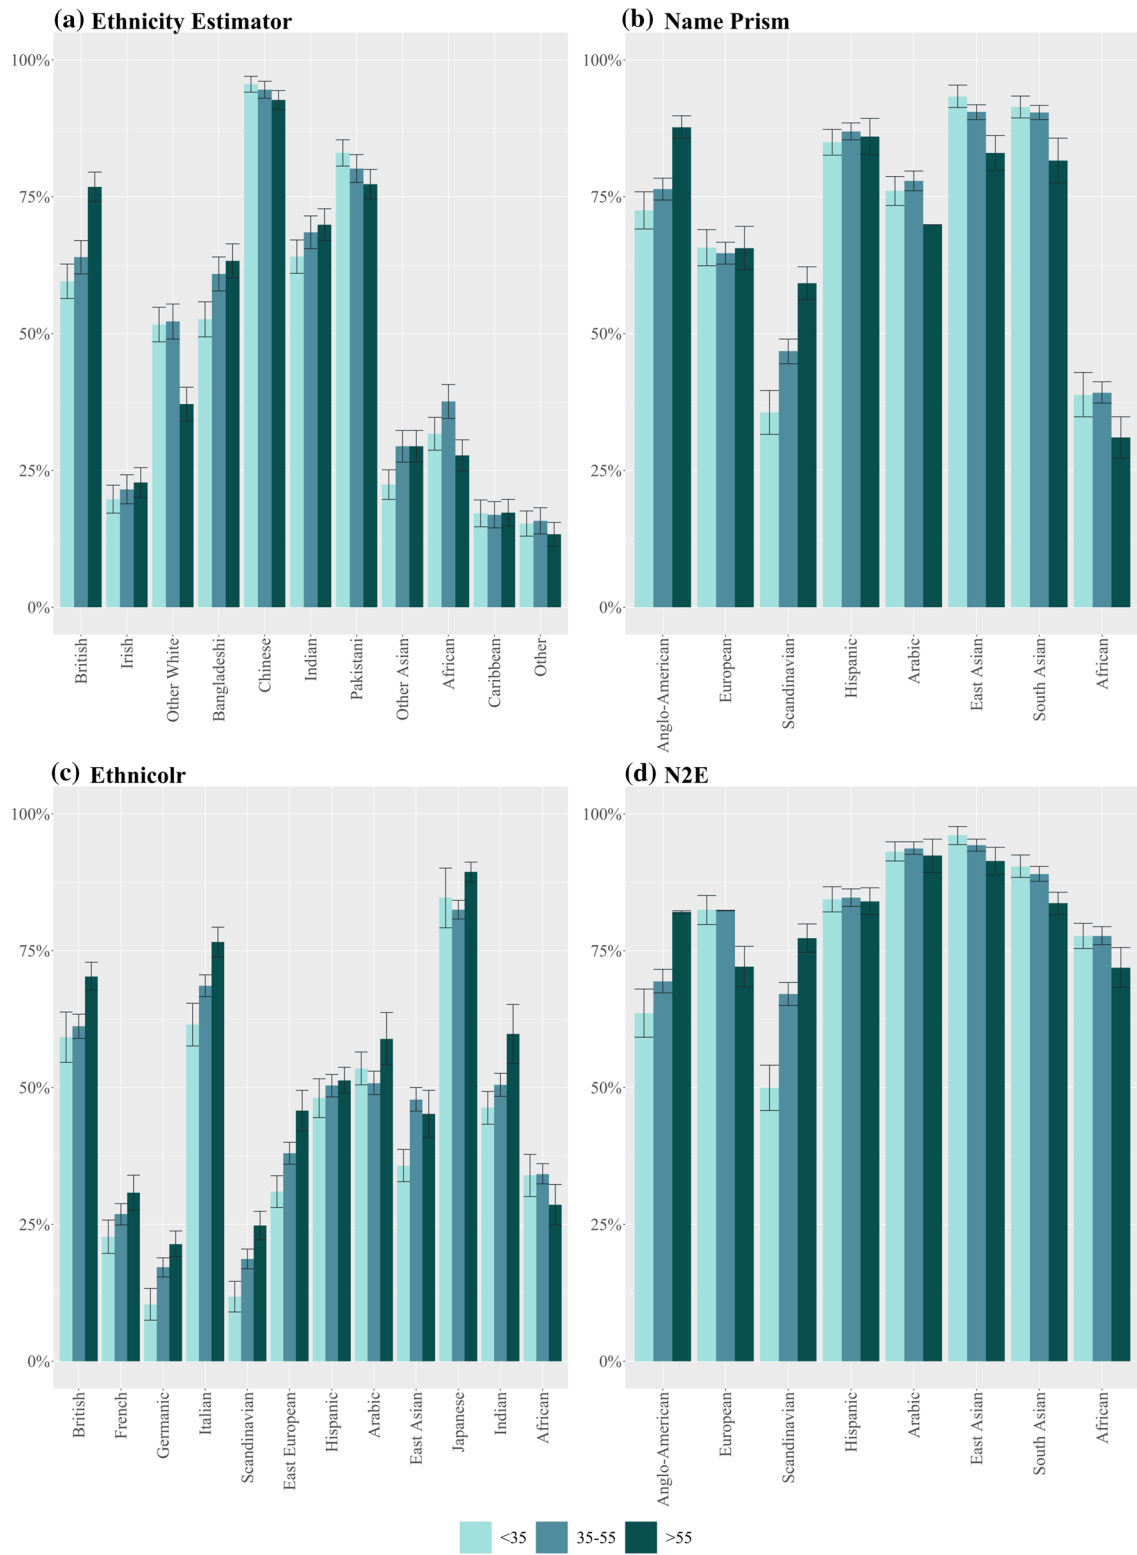 (a) Ethnicity Estimator
100%
75%
50%
25%
0%
British
Irish
Other White
Bangladeshi
Chinese
Indian
Pakistani
Other Asian
African
Caribbean
Other
(b) Name Prism
100%
75%
50%
25%
0%
Anglo-American
European
Scandinavian
Hispanic
Arabic
East Asian
South Asian
African
(c) Ethnicolr
100%
75%
50%
25%
0%
British
French
Germanic
Italian
Scandinavian
East European
Hispanic
Arabic
East Asian
Japanese
Indian
African
(d) N2E
100%
75%
50%
25%
0%
Anglo-American
European
Scandinavian
Hispanic
Arabic
East Asian
South Asian
African
<35 35-55 >55